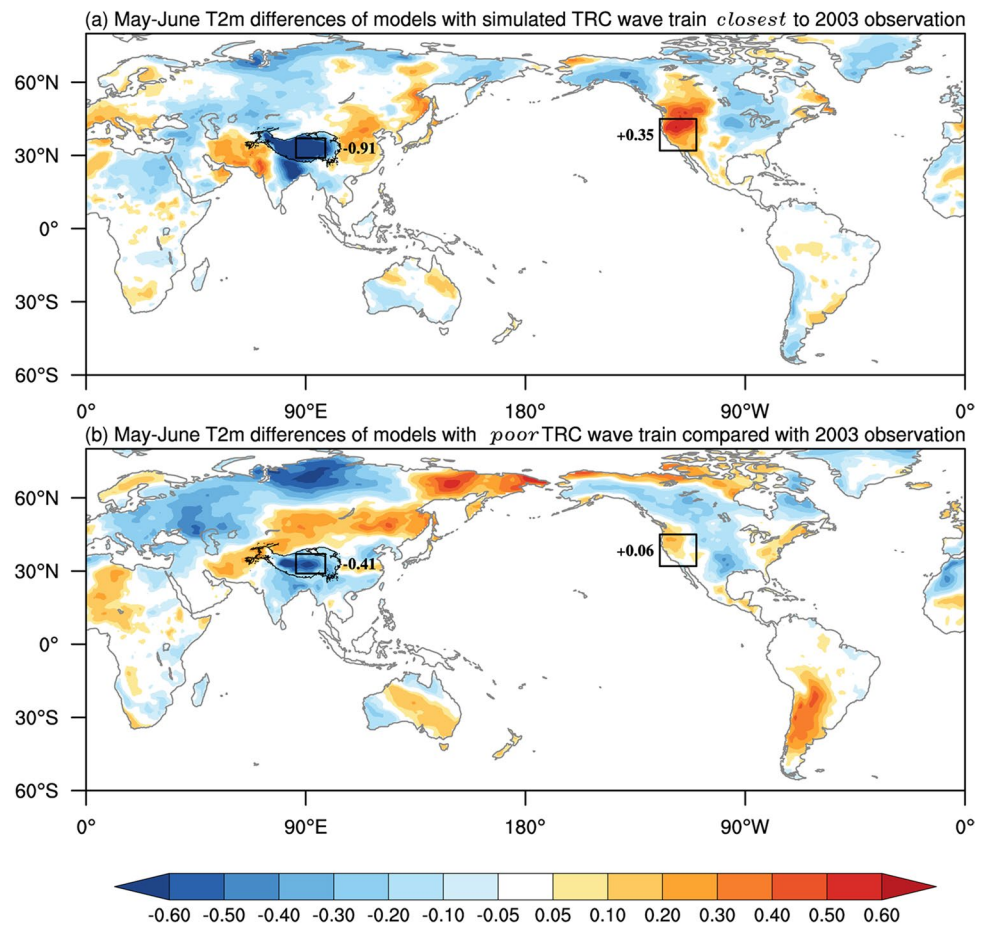 (a) May-June T2m differences of models with simulated TRC wave train closest to 2003 observation
60°N
30°N
0°
30°S
60°S
-0.91
+0.35
0° 90°E 180° 90°W 0°
(b) May-June T2m differences of models with poor TRC wave train compared with 2003 observation
60°N
30°N
0°
30°S
60°S
-0.41
+0.06
0° 90°E 180° 90°W 0°
-0.60 -0.50 -0.40 -0.30 -0.20 -0.10 -0.05 0.05 0.10 0.20 0.30 0.40 0.50 0.60